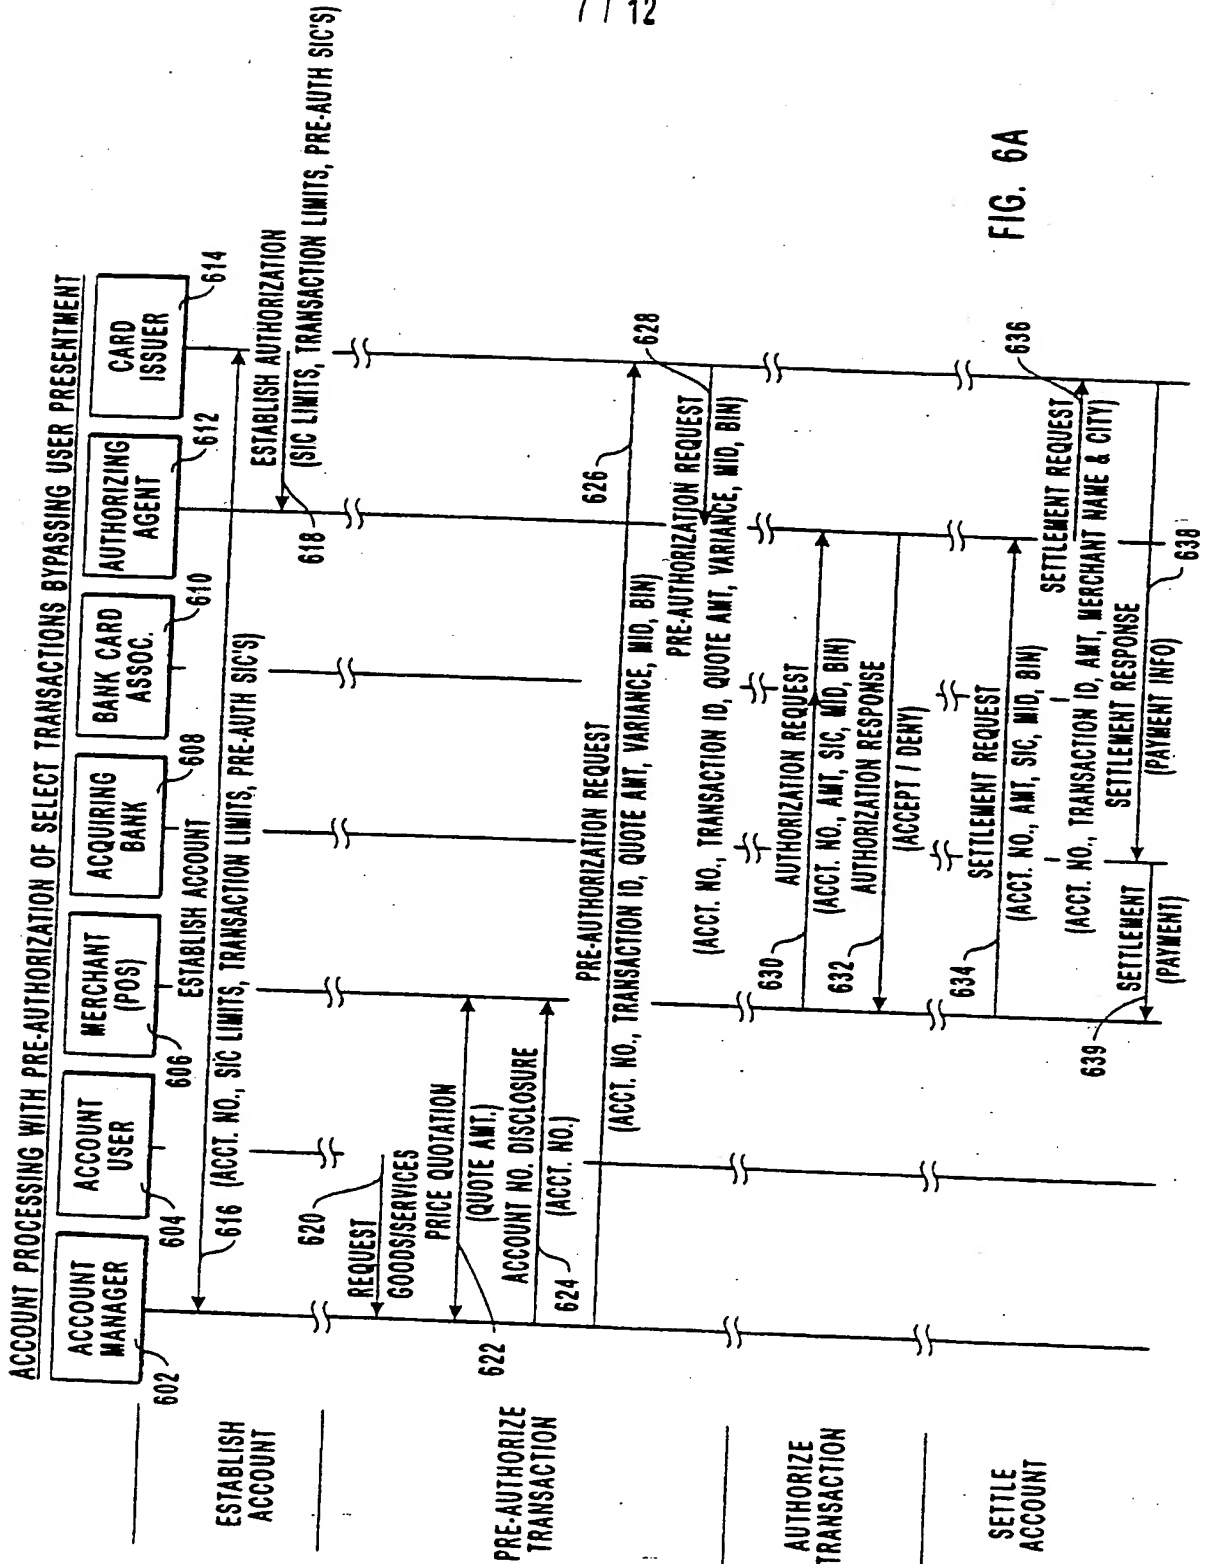 7 / 12
ACCOUNT PROCESSING WITH PRE-AUTHORIZATION OF SELECT TRANSACTIONS BYPASSING USER PRESENTMENT
ACCOUNT
MANAGER
602
ACCOUNT
USER
604
MERCHANT
(POS)
606
ACQUIRING
BANK
608
BANK CARD
ASSOC.
610
AUTHORIZING
AGENT
612
CARD
ISSUER
614
ESTABLISH
ACCOUNT
ESTABLISH ACCOUNT
616
(ACCT. NO., SIC LIMITS, TRANSACTION LIMITS, PRE-AUTH SIC'S)
ESTABLISH AUTHORIZATION
(SIC LIMITS, TRANSACTION LIMITS, PRE-AUTH SIC'S)
618
PRE-AUTHORIZE
TRANSACTION
620
REQUEST
GOODS/SERVICES
PRICE QUOTATION
(QUOTE AMT.)
622
ACCOUNT NO. DISCLOSURE
(ACCT. NO.)
624
PRE-AUTHORIZATION REQUEST
(ACCT. NO., TRANSACTION ID, QUOTE AMT, VARIANCE, MID, BIN)
626
628
PRE-AUTHORIZATION REQUEST
(ACCT. NO., TRANSACTION ID, QUOTE AMT, VARIANCE, MID, BIN)
AUTHORIZE
TRANSACTION
630
AUTHORIZATION REQUEST
(ACCT. NO., AMT, SIC, MID, BIN)
632
AUTHORIZATION RESPONSE
(ACCEPT / DENY)
SETTLE
ACCOUNT
634
SETTLEMENT REQUEST
(ACCT. NO., AMT, SIC, MID, BIN)
SETTLEMENT REQUEST
636
(ACCT. NO., TRANSACTION ID, AMT, MERCHANT NAME & CITY)
SETTLEMENT RESPONSE
(PAYMENT INFO)
638
SETTLEMENT
(PAYMENT)
639
FIG. 6A